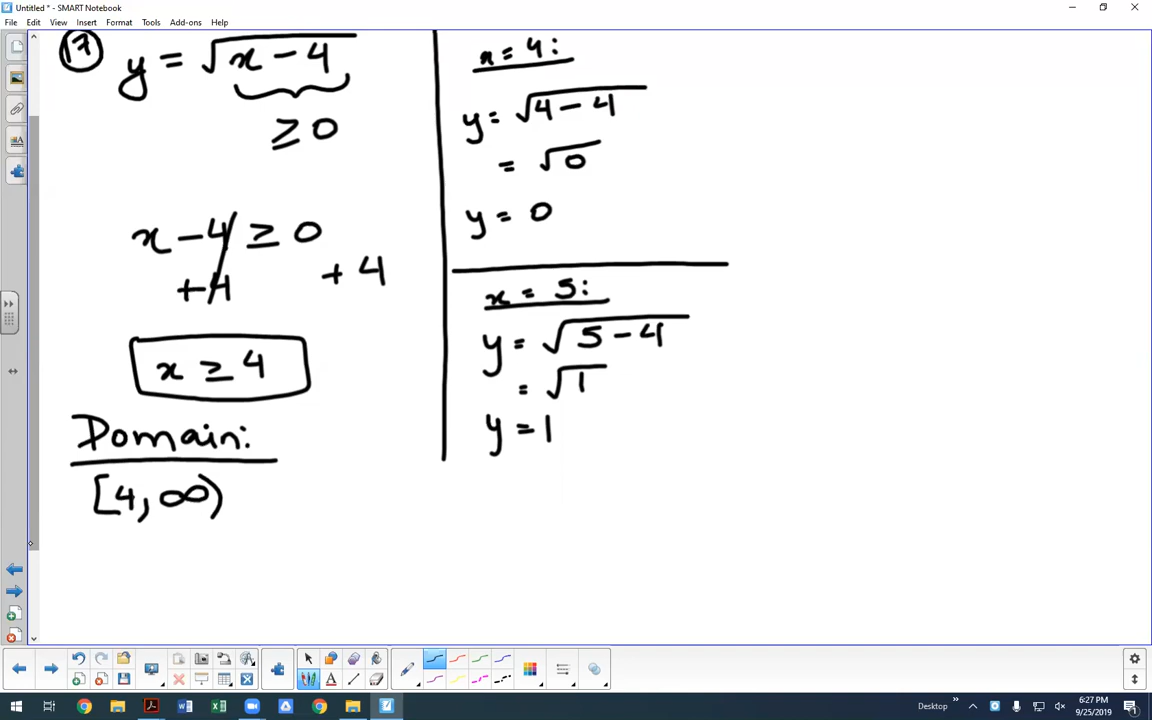 Untitled * - SMART Notebook
File Edit View Insert Format Tools Add-ons Help
17
y = √(x - 4)
≥ 0
x - 4 ≥ 0
+4 + 4
x ≥ 4
Domain:
[4, ∞)
x = 4:
y = √(4 - 4)
= √0
y = 0
x = 5:
y = √(5 - 4)
= √1
y = 1
Desktop
6:27 PM
9/25/2019